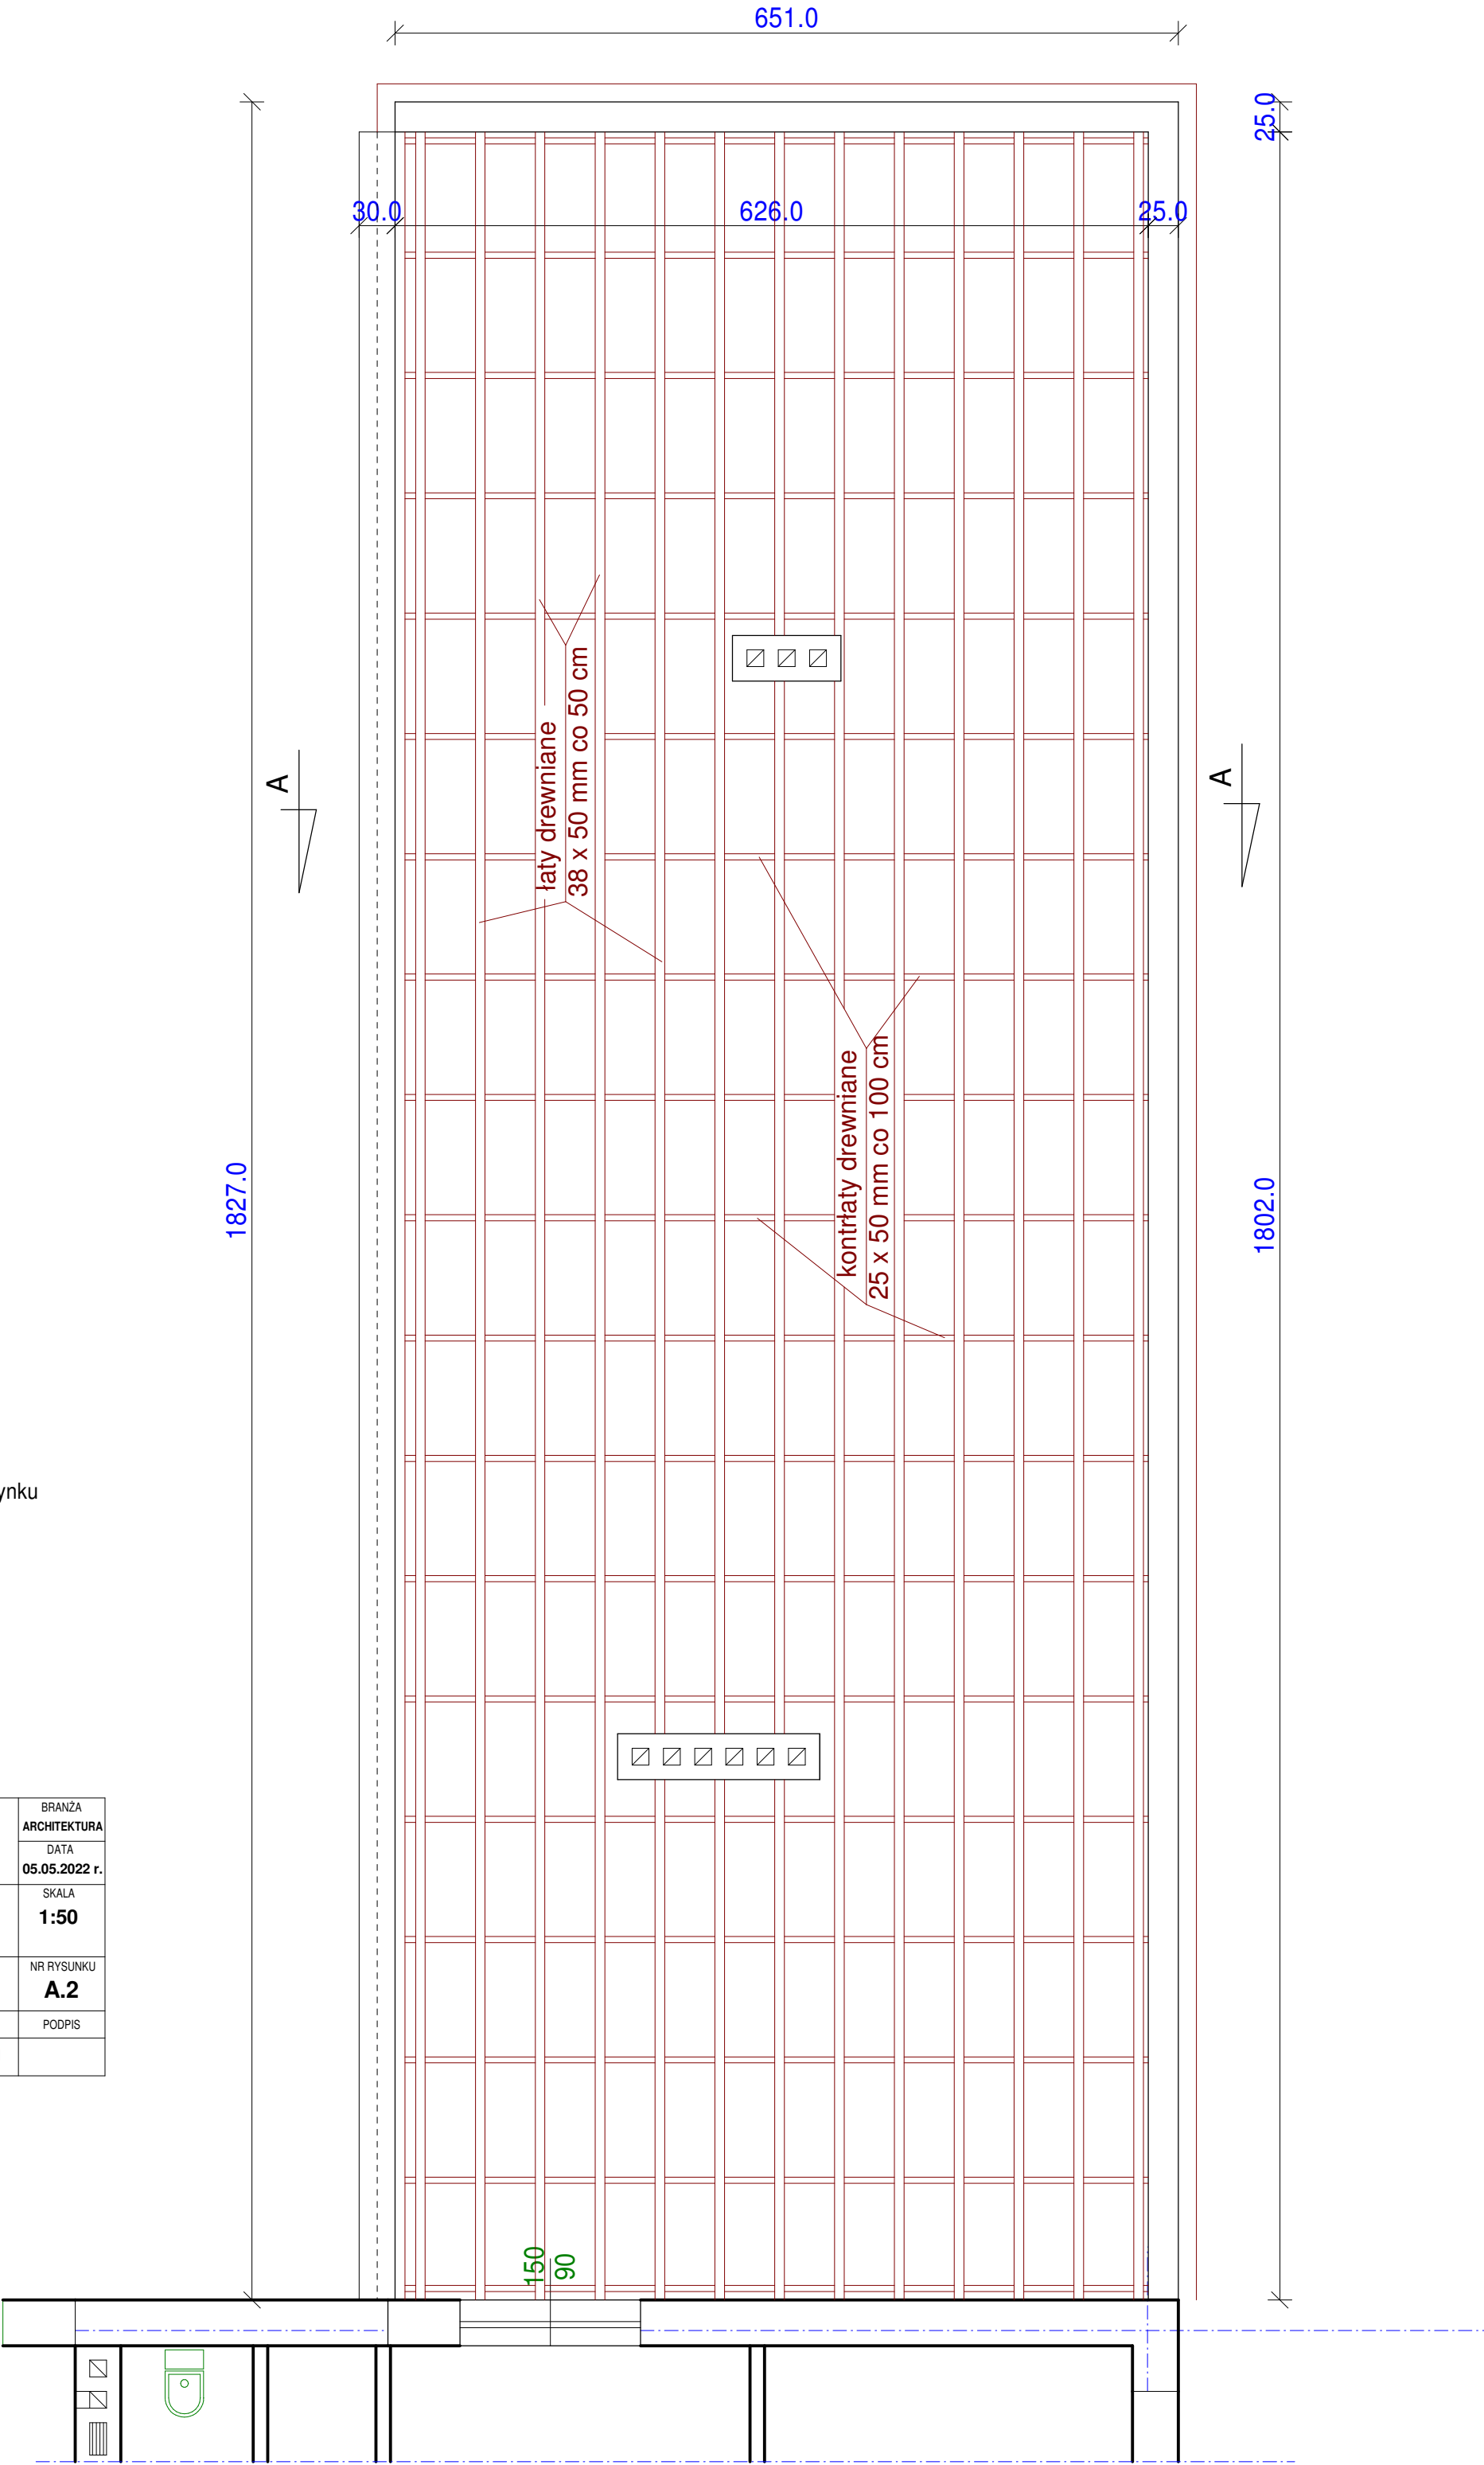 651.0
25.0
30.0
626.0
25.0
łaty drewniane
38 x 50 mm co 50 cm
A
A
kontrłaty drewniane
25 x 50 mm co 100 cm
1827.0
1802.0
ynku
BRANŻA
ARCHITEKTURA
DATA
05.05.2022 r.
SKALA
1:50
NR RYSUNKU
A.2
PODPIS
150
90